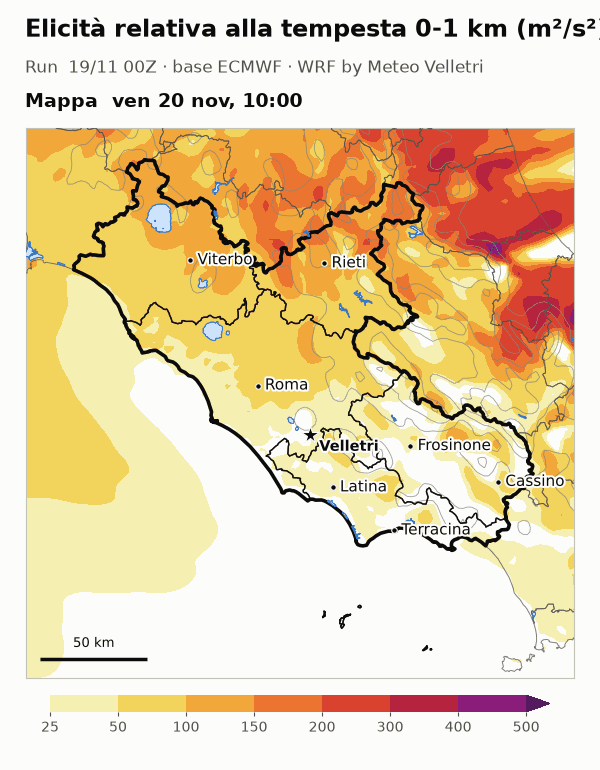 Elicità relativa alla tempesta 0-1 km (m²/s²)
Run  19/11 00Z · base ECMWF · WRF by Meteo Velletri
Mappa  ven 20 nov, 10:00
Viterbo
Rieti
Roma
Velletri
Frosinone
Cassino
Latina
Terracina
50 km
25 50 100 150 200 300 400 500